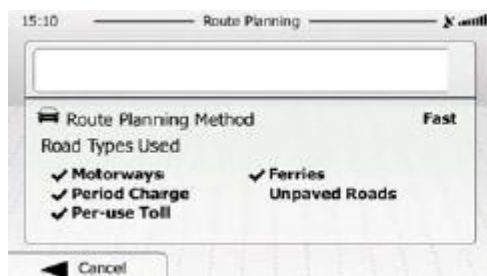 15:10 Route Planning
Route Planning Method Fast
Road Types Used
Motorways Ferries
Period Charge Unpaved Roads
Per-use Toll
Cancel